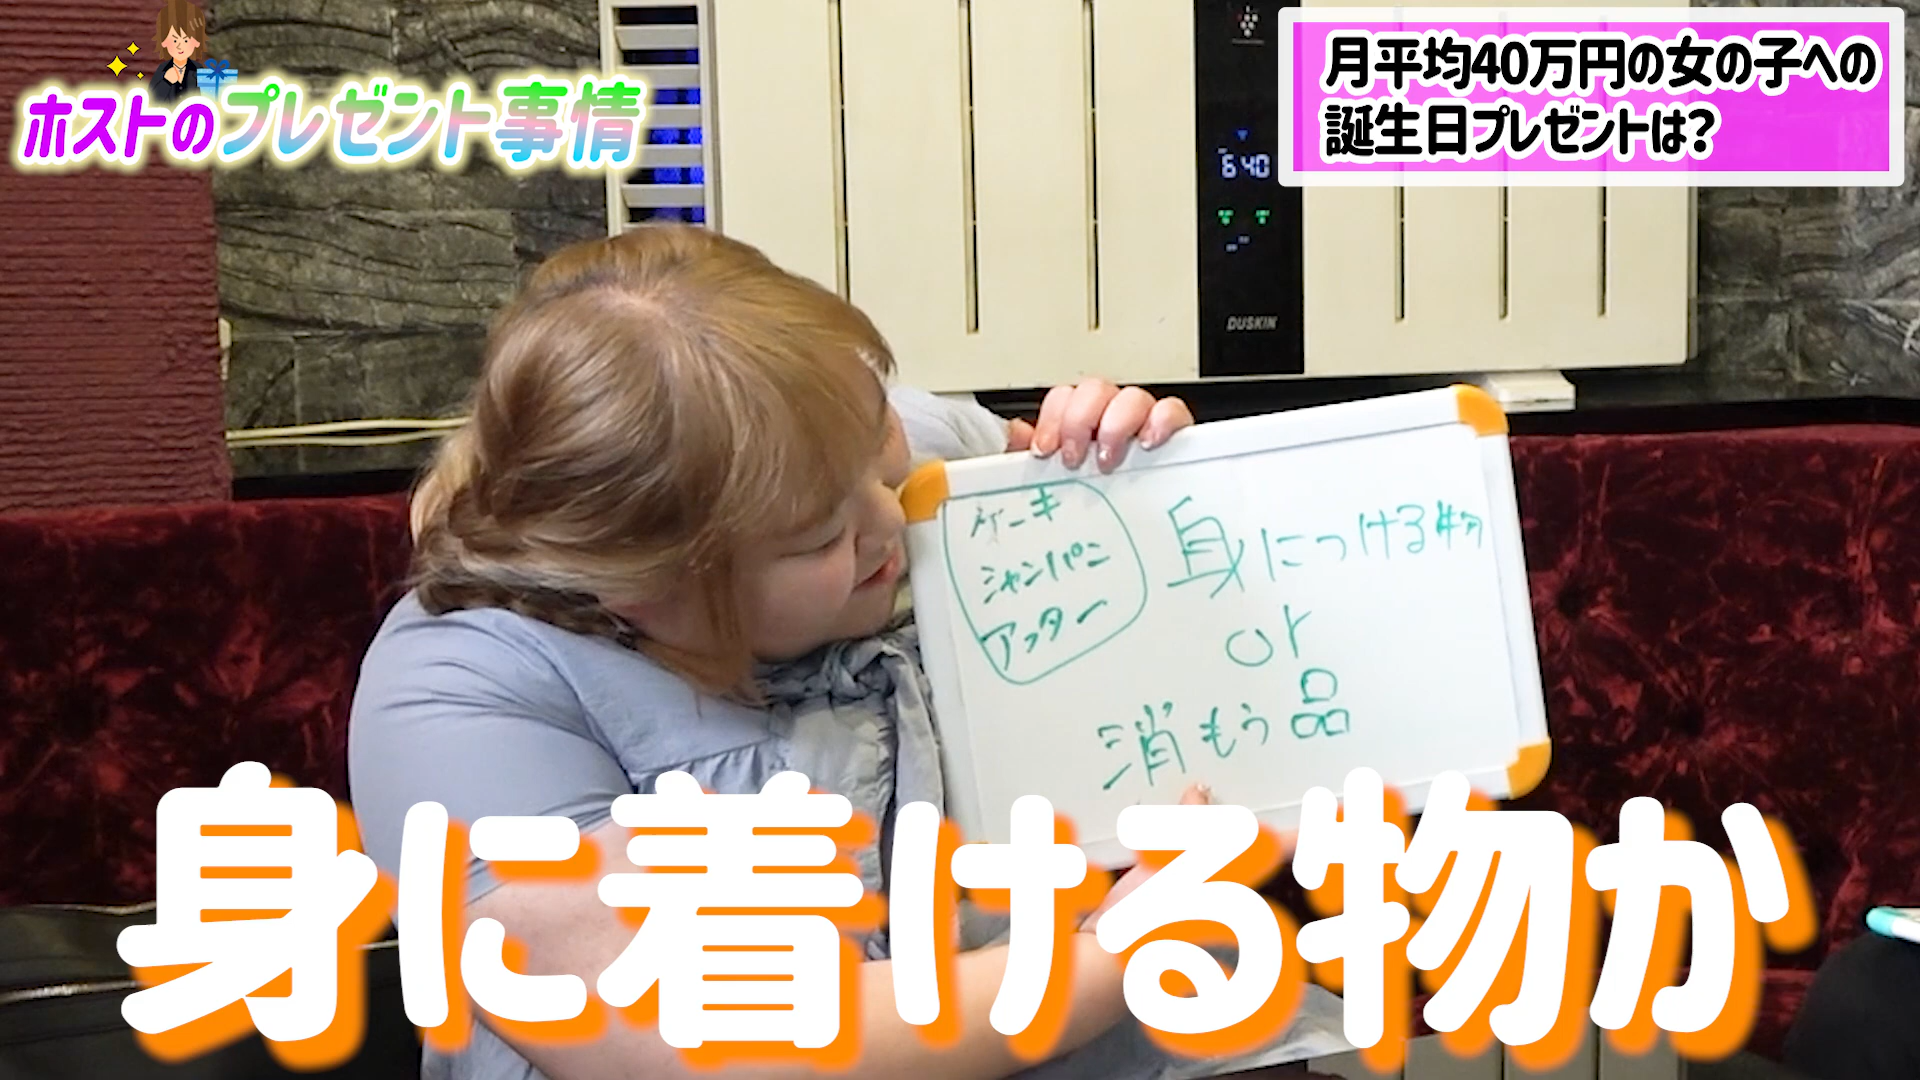 ホストのプレゼント事情
月平均40万円の女の子への
誕生日プレゼントは?
640
DUSKIN
ケーキ
シャンパン
アフター
身につける物
or
消もう品
身に着ける物か